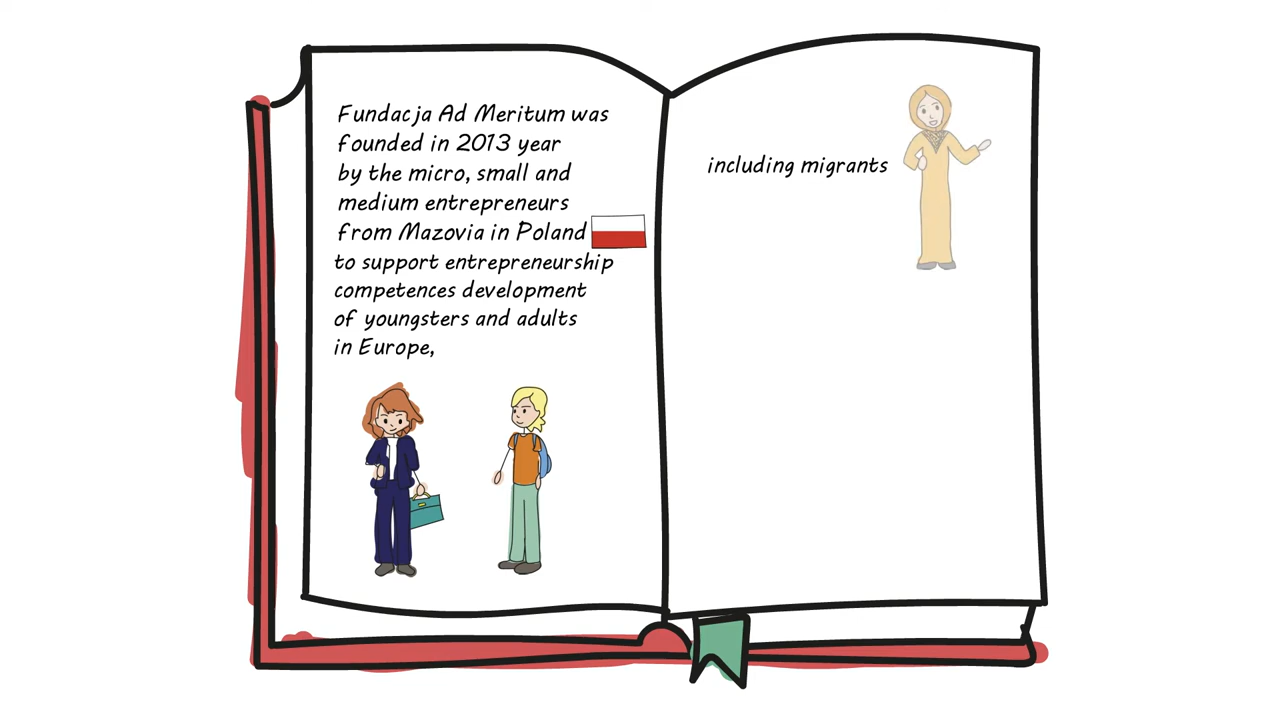 Fundacja Ad Meritum was
founded in 2013 year
by the micro, small and
medium entrepreneurs
from Mazovia in Poland
to support entrepreneurship
competences development
of youngsters and adults
in Europe,
including migrants